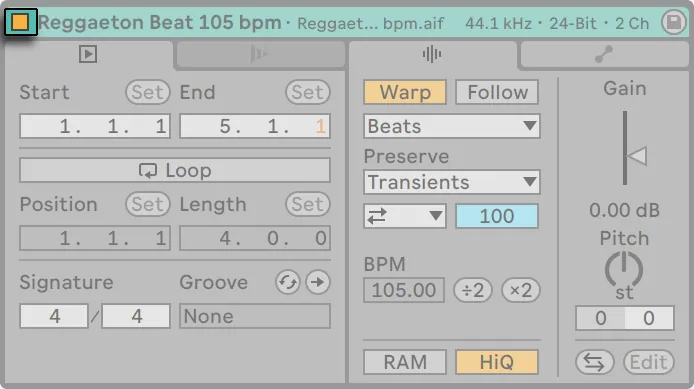 Reggaeton Beat 105 bpm · Reggaet... bpm.aif 44.1 kHz · 24-Bit · 2 Ch
Start Set End Set
1. 1. 1 5. 1. 1
Loop
Position Set Length Set
1. 1. 1 4. 0. 0
Signature Groove
4 / 4 None
Warp Follow
Beats
Preserve
Transients
100
BPM
105.00 ÷2 ×2
RAM HiQ
Gain
0.00 dB
Pitch
st
0 0
Edit